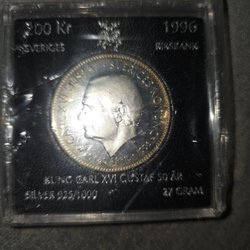 200 Kr 1996
SVERIGES RIKSBANK
KUNG CARL XVI GUSTAF 50 ÅR
SILVER 925/1000 27 GRAM